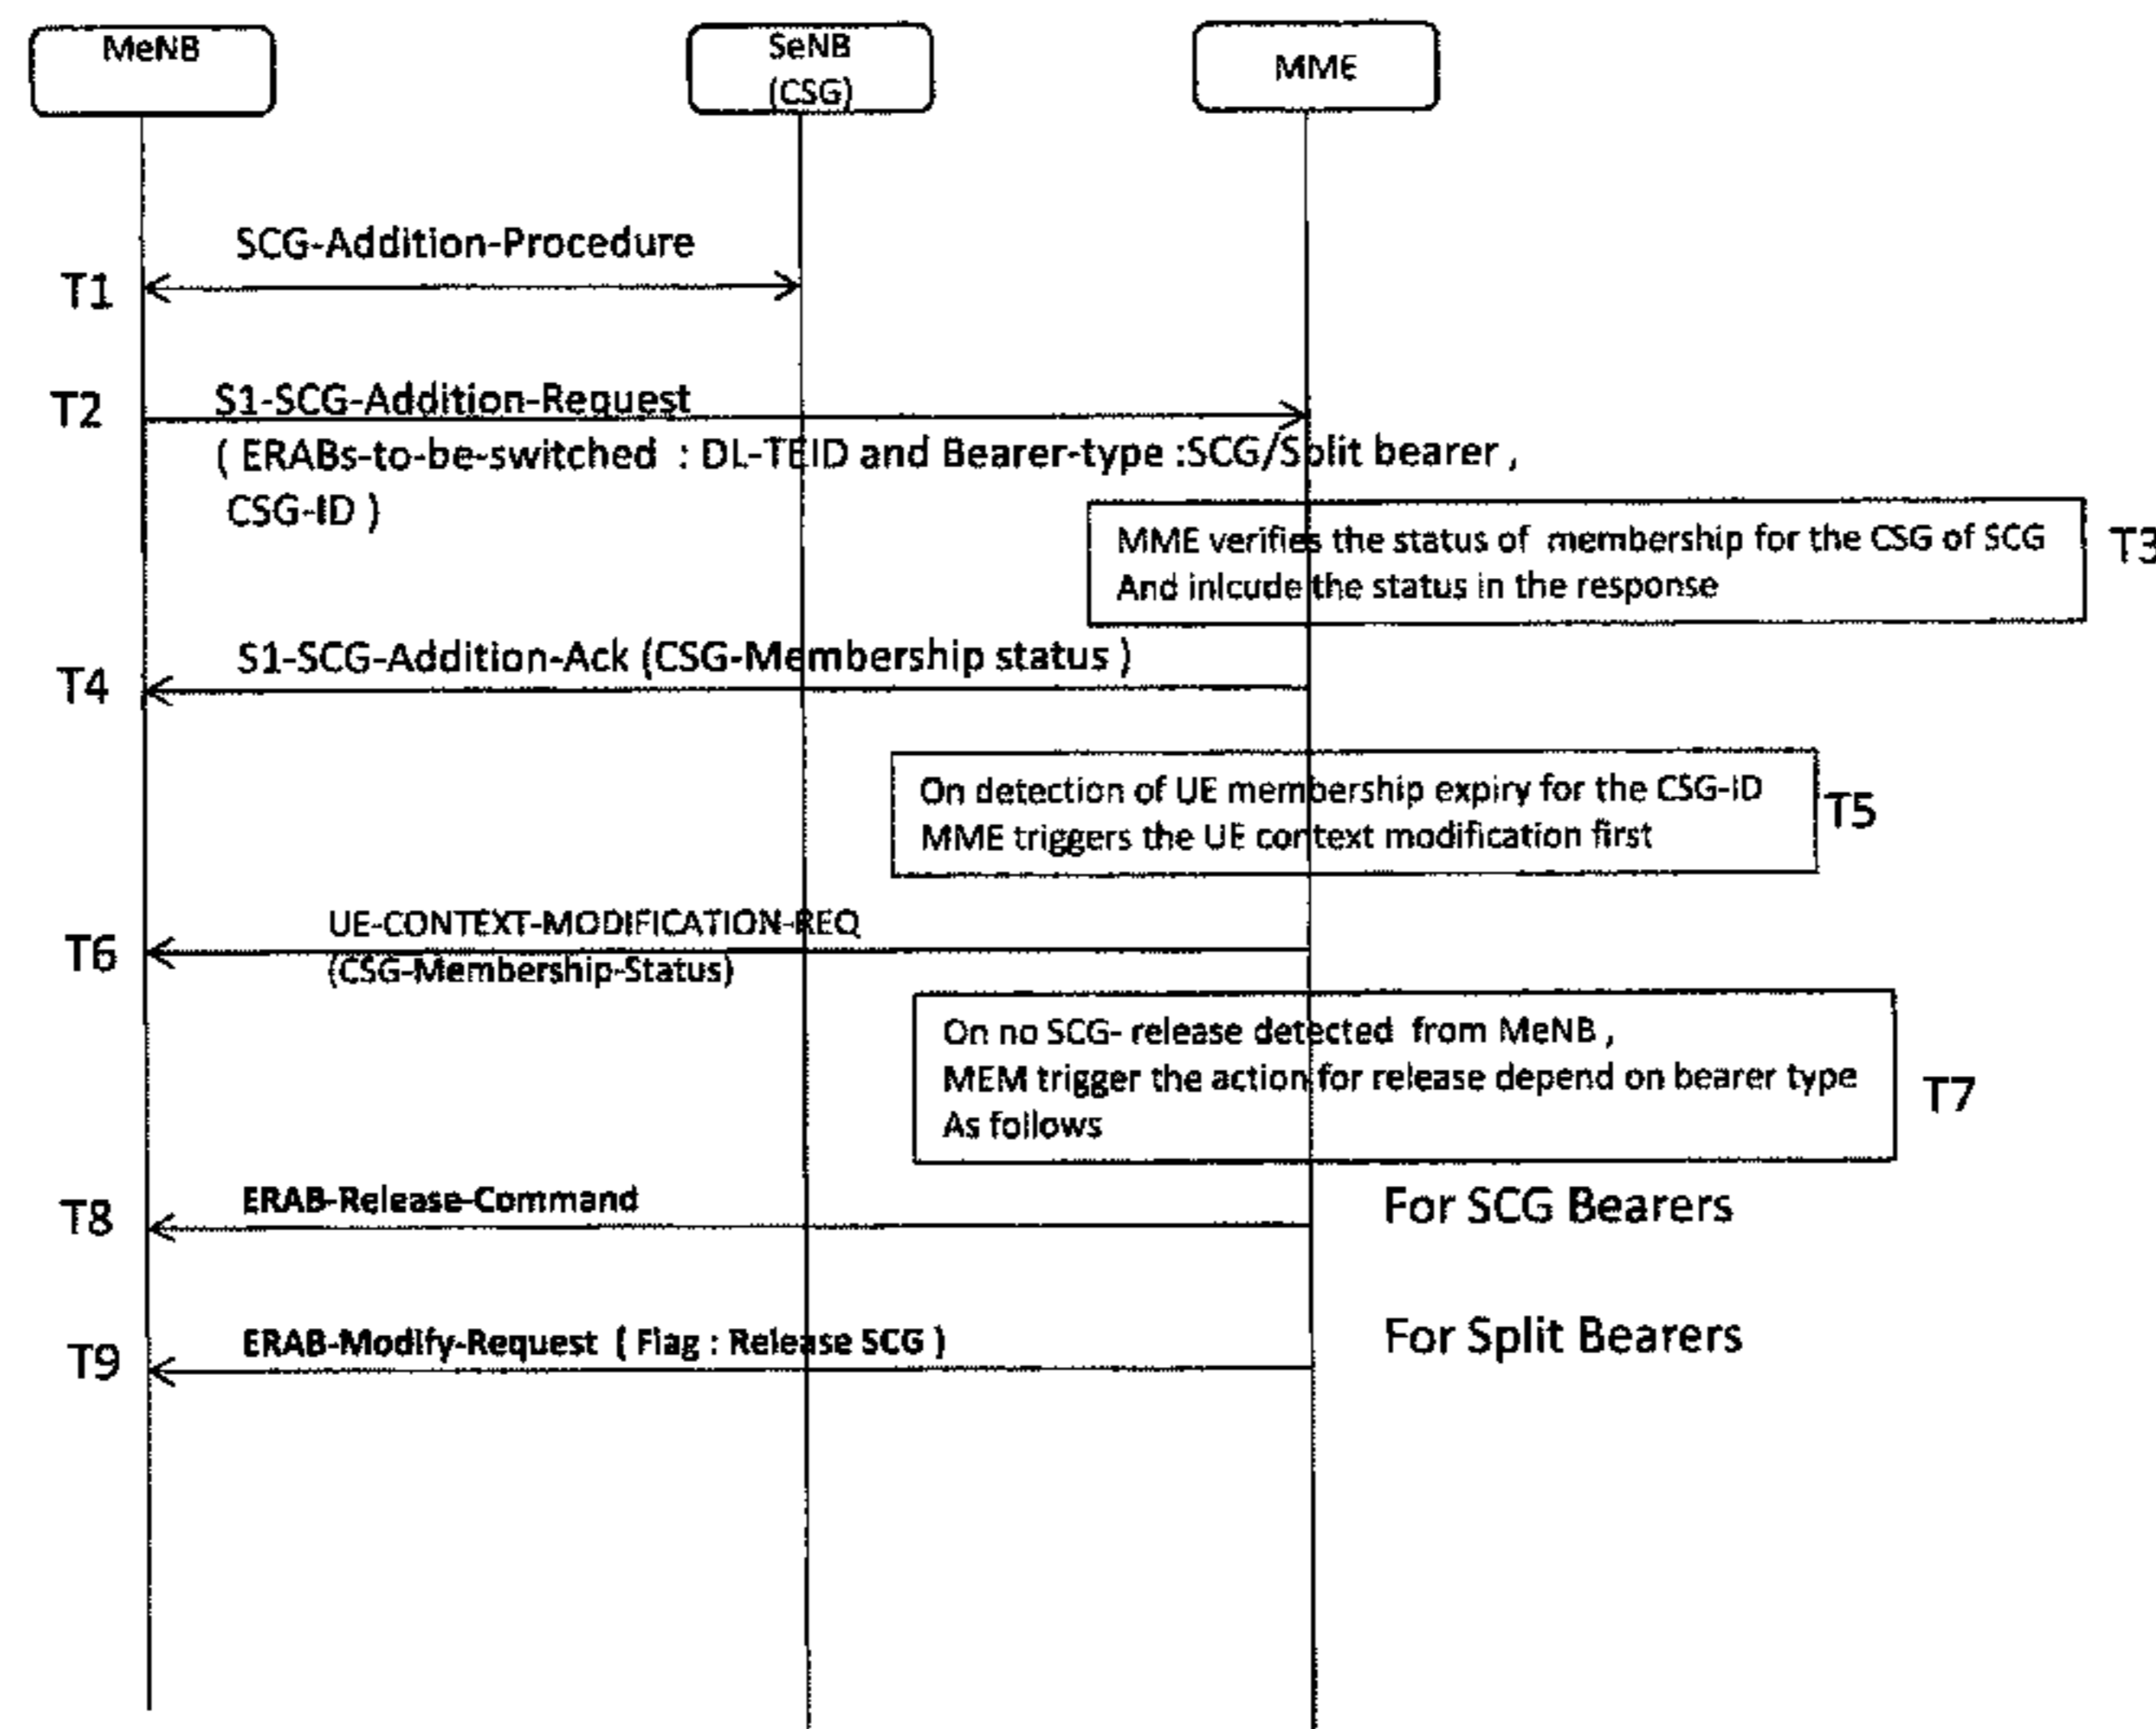 MeNB
SeNB
(CSG)
MME
SCG-Addition-Procedure
T1
T2
S1-SCG-Addition-Request
( ERABs-to-be-switched : DL-TEID and Bearer-type :SCG/Split bearer ,
CSG-ID )
MME verifies the status of membership for the CSG of SCG
And inlcude the status in the response
T3
S1-SCG-Addition-Ack (CSG-Membership status )
T4
On detection of UE membership expiry for the CSG-ID
MME triggers the UE context modification first
T5
UE-CONTEXT-MODIFICATION-REQ
(CSG-Membership-Status)
T6
On no SCG- release detected from MeNB ,
MEM trigger the action for release depend on bearer type
As follows
T7
ERAB-Release-Command
For SCG Bearers
T8
ERAB-Modify-Request ( Flag : Release SCG )
For Split Bearers
T9